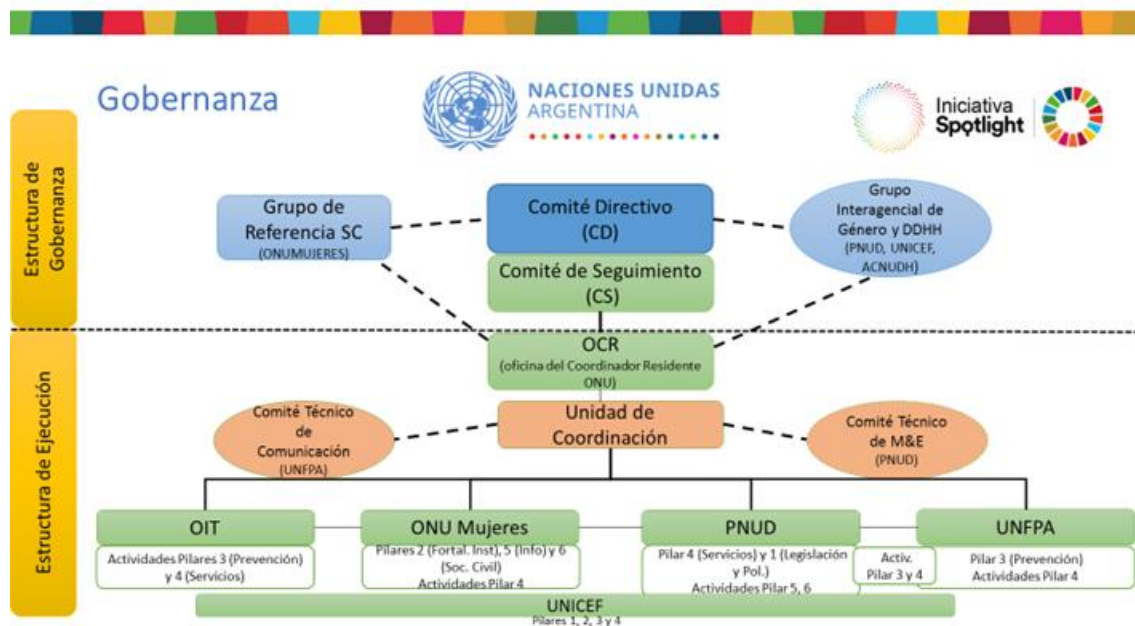 Gobernanza
NACIONES UNIDAS
ARGENTINA
Iniciativa
Spotlight
Estructura de
Gobernanza
Grupo de
Referencia SC
(ONUMUJERES)
Comité Directivo
(CD)
Grupo
Interagencial de
Género y DDHH
(PNUD, UNICEF,
ACNUDH)
Comité de Seguimiento
(CS)
Estructura de Ejecución
OCR
(oficina del Coordinador Residente
ONU)
Comité Técnico
de
Comunicación
(UNFPA)
Unidad de
Coordinación
Comité Técnico
de M&E
(PNUD)
OIT
Actividades Pilares 3 (Prevención)
y 4 (Servicios)
ONU Mujeres
Pilares 2 (Fortal. Inst), 5 (Info) y 6
(Soc. Civil)
Actividades Pilar 4
PNUD
Pilar 4 (Servicios) y 1 (Legislación
y Pol.)
Actividades Pilar 5, 6
Activ.
Pilar 3 y 4
UNFPA
Pilar 3 (Prevención)
Actividades Pilar 4
UNICEF
Pilares 1, 2, 3 y 4